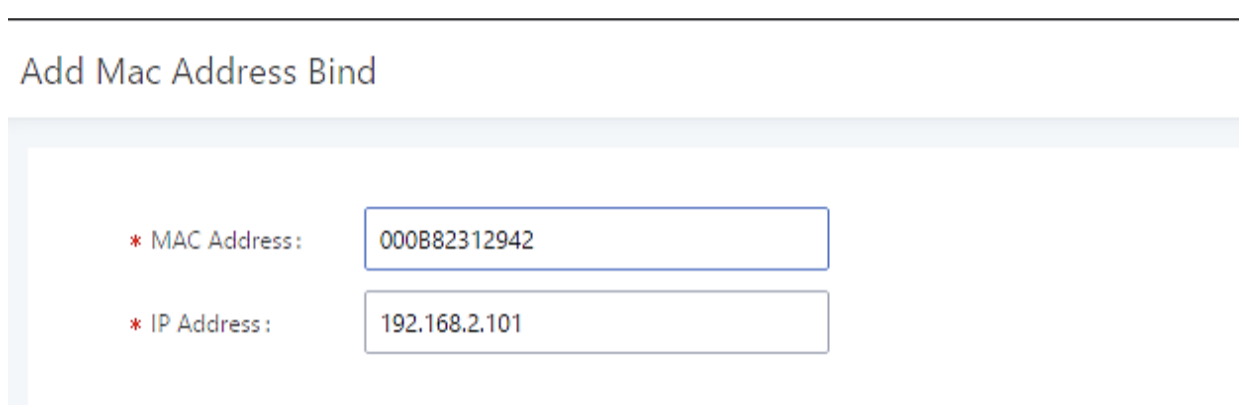 Add Mac Address Bind
* MAC Address: 000B82312942
* IP Address: 192.168.2.101